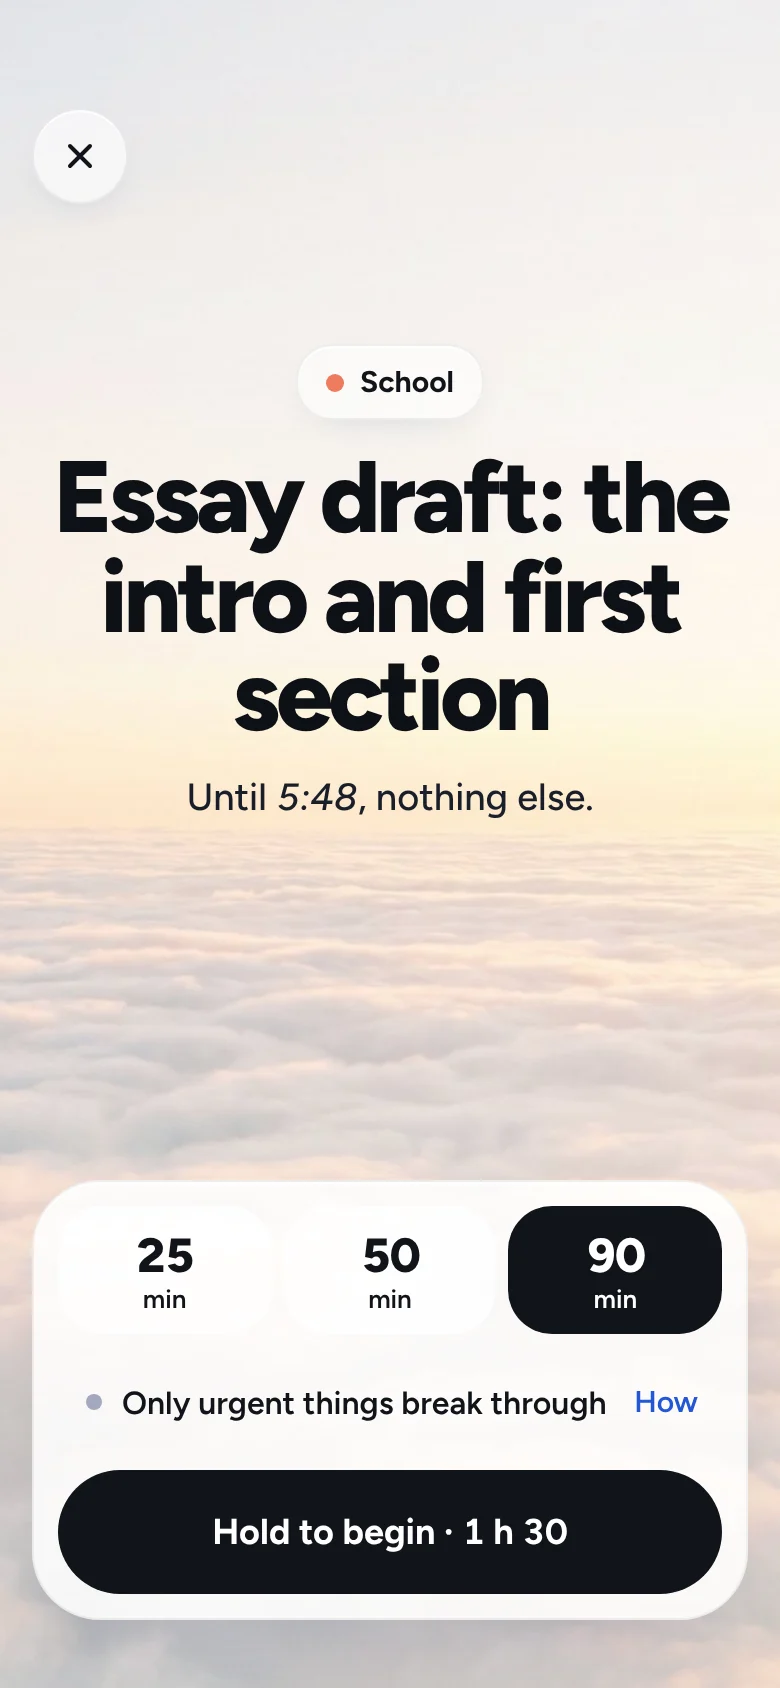 School
Essay draft: the
intro and first
section
Until 5:48, nothing else.
25
min
50
min
90
min
Only urgent things break through
How
Hold to begin · 1 h 30